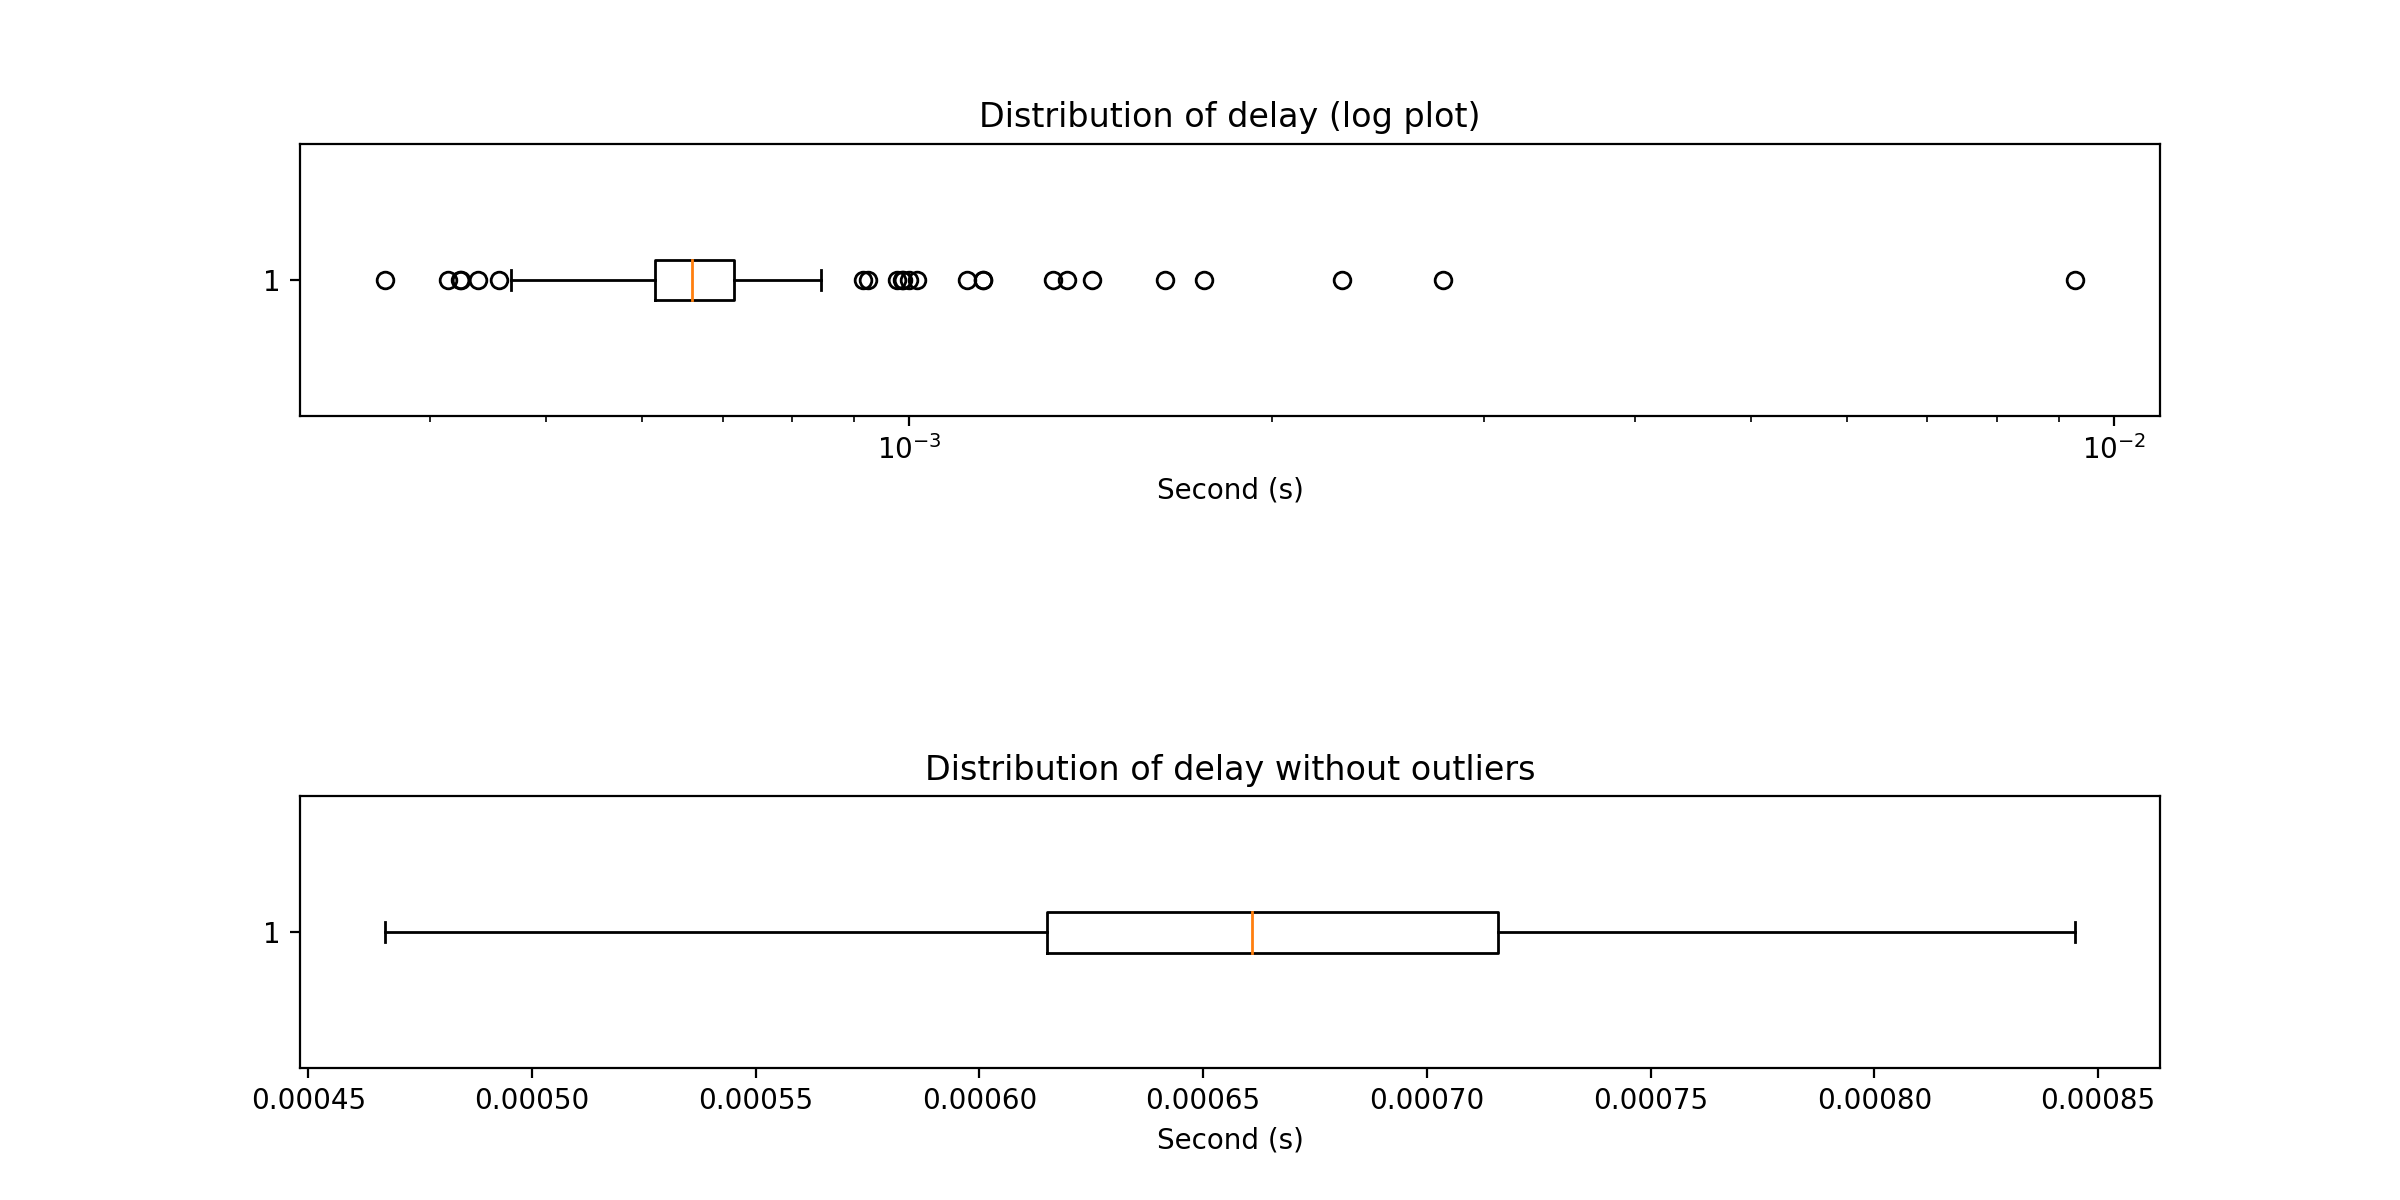 Distribution of delay (log plot)
1
10⁻³ 10⁻²
Second (s)
Distribution of delay without outliers
1
0.00045 0.00050 0.00055 0.00060 0.00065 0.00070 0.00075 0.00080 0.00085
Second (s)